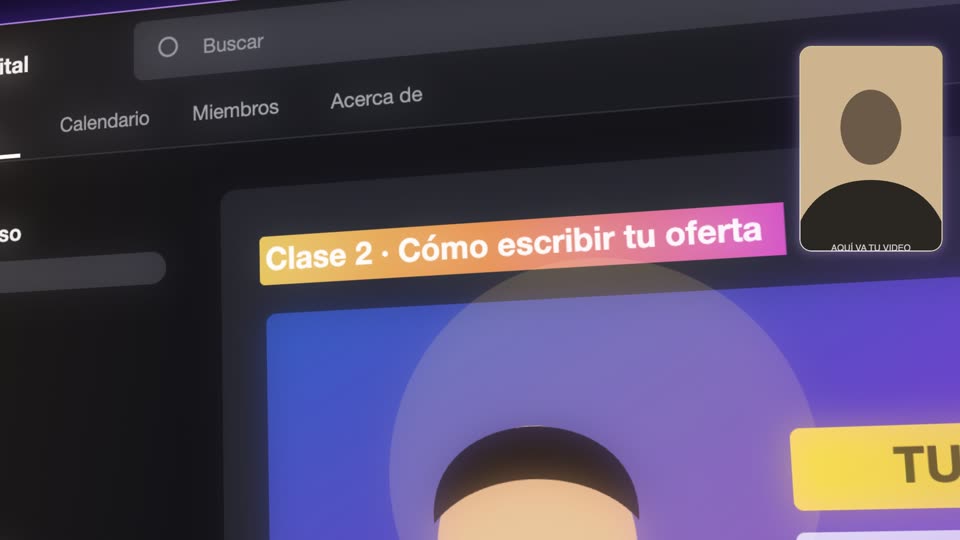 ital
Buscar
Calendario
Miembros
Acerca de
so
Clase 2 · Cómo escribir tu oferta
AQUÍ VA TU VIDEO
TU